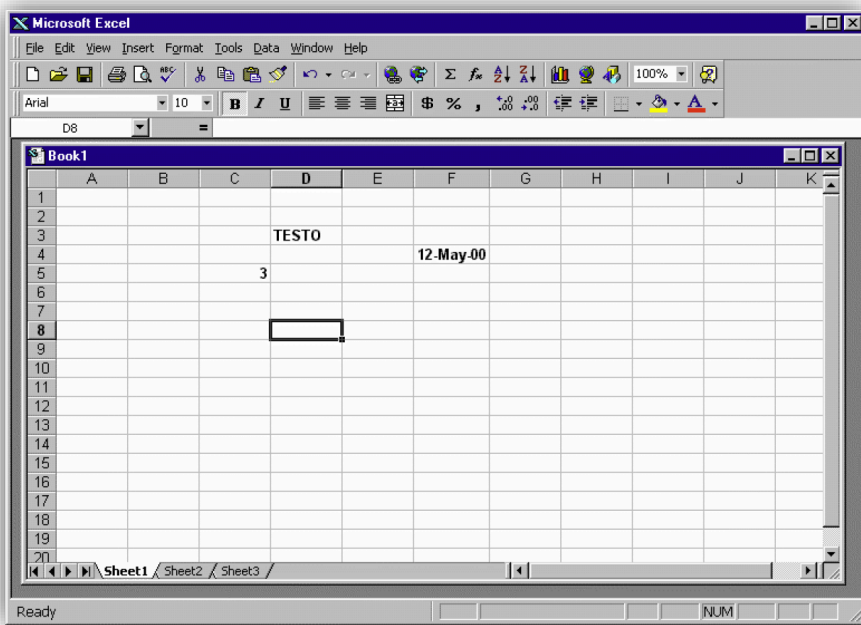 Microsoft Excel
File Edit View Insert Format Tools Data Window Help
Σ fx 100%
Arial 10 B I U $ % ,
D8 =
Book1
A B C D E F G H I J K
1
2
3 TESTO
4 12-May-00
5 3
6
7
8
9
10
11
12
13
14
15
16
17
18
19
20
Sheet1 Sheet2 Sheet3
Ready NUM